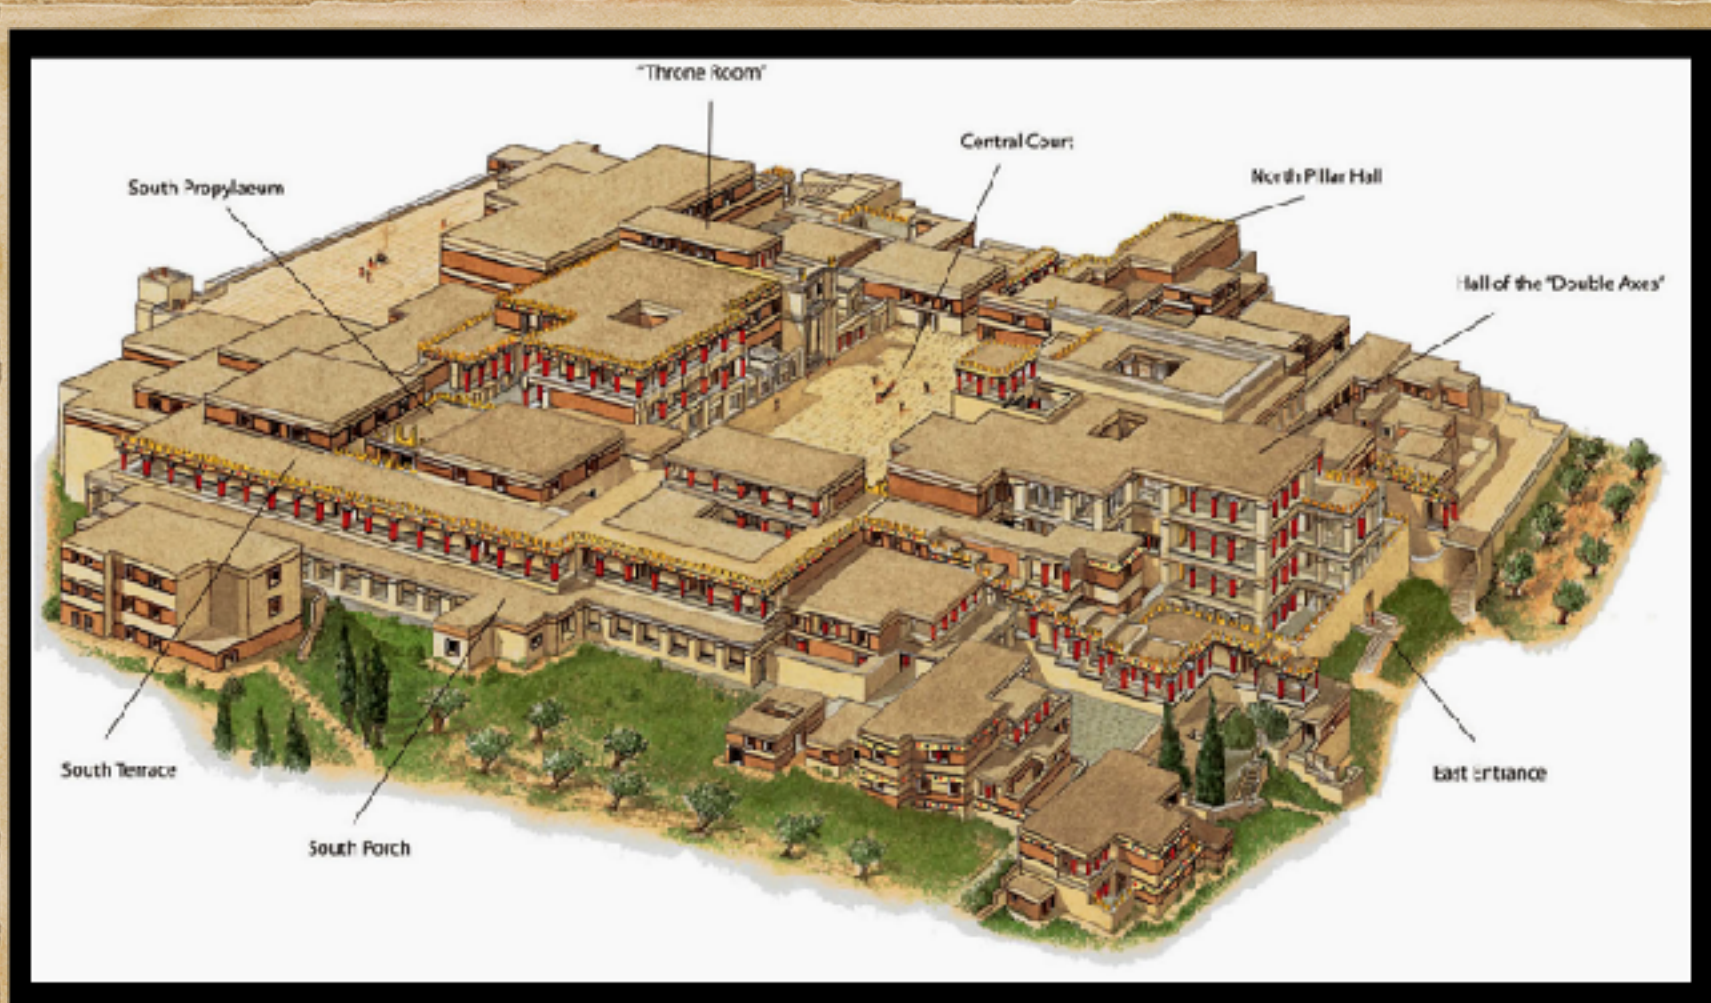 "Throne Room"
Central Court
North Pillar Hall
South Propylaeum
Hall of the "Double Axes"
South Terrace
East Entrance
South Porch